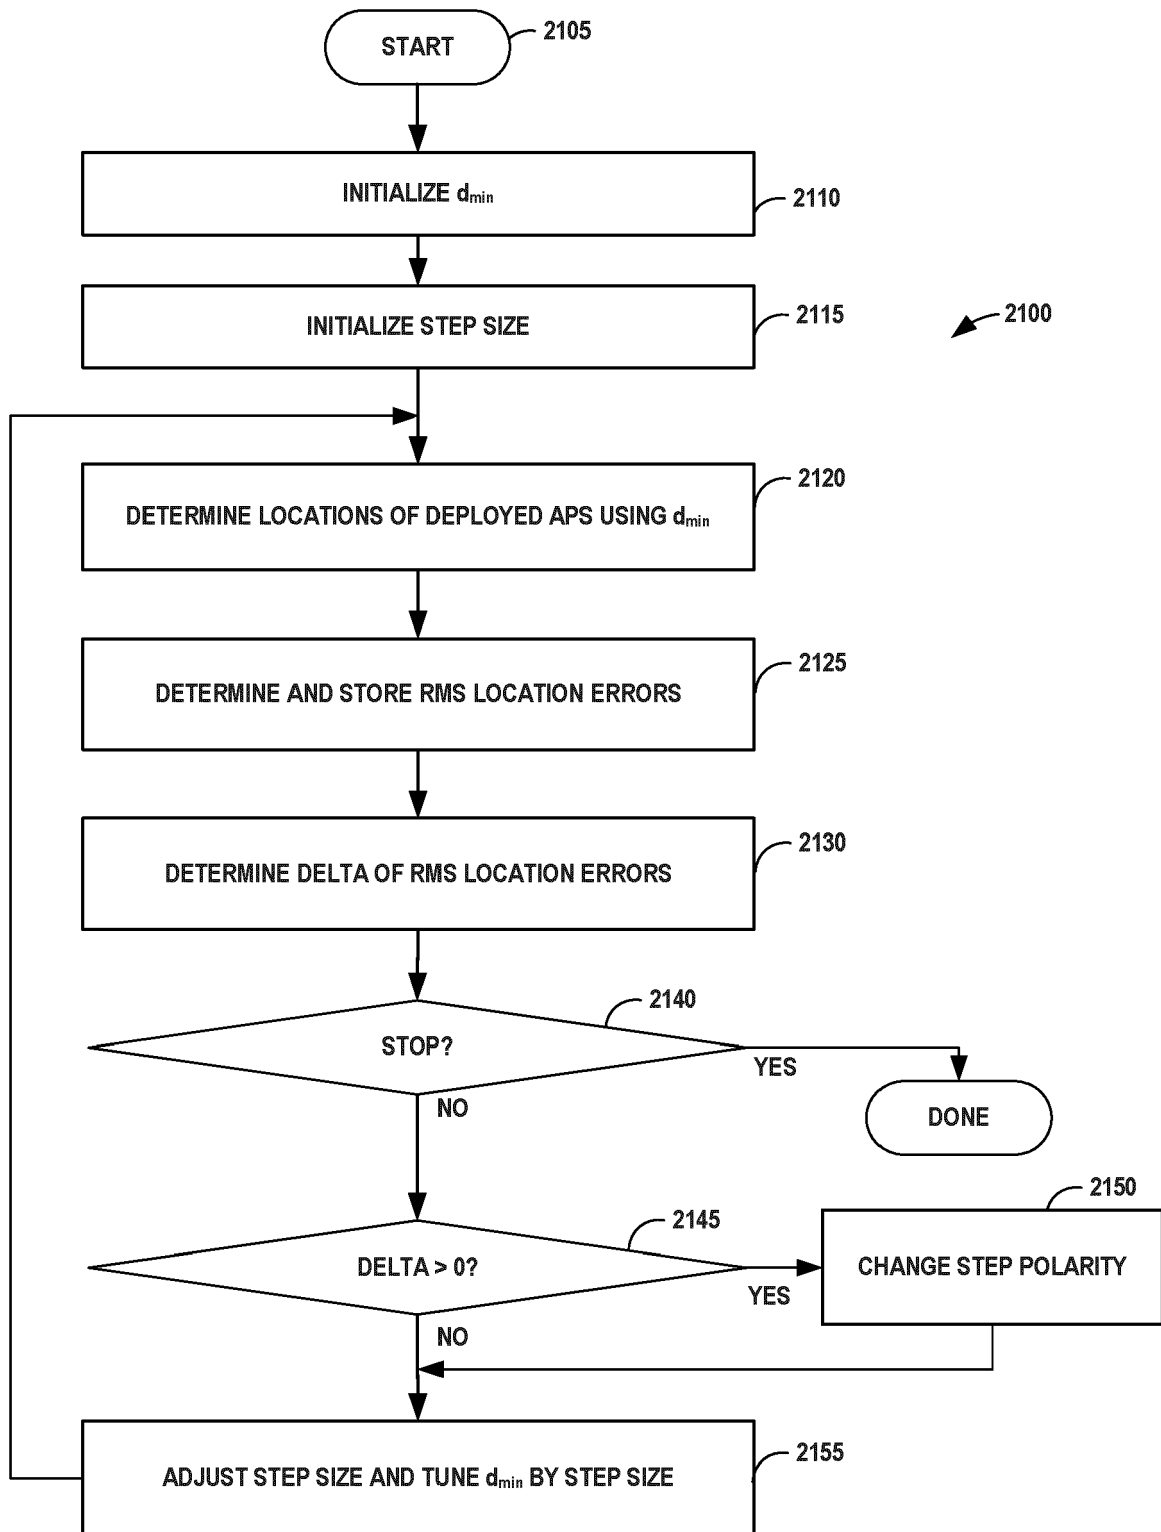 START
2105
INITIALIZE dmin
2110
INITIALIZE STEP SIZE
2115
2100
DETERMINE LOCATIONS OF DEPLOYED APS USING dmin
2120
DETERMINE AND STORE RMS LOCATION ERRORS
2125
DETERMINE DELTA OF RMS LOCATION ERRORS
2130
STOP?
2140
YES
NO
DONE
DELTA > 0?
2145
YES
NO
CHANGE STEP POLARITY
2150
ADJUST STEP SIZE AND TUNE dmin BY STEP SIZE
2155